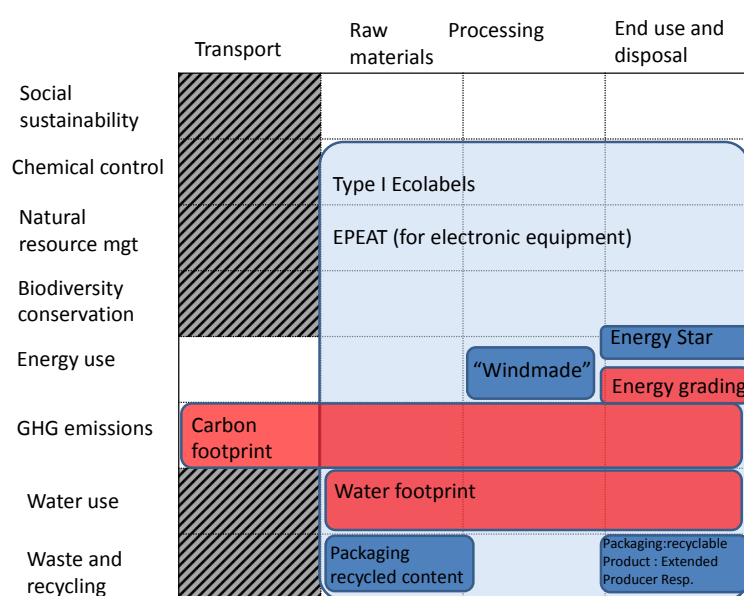 Transport
Raw
materials
Processing
End use and
disposal
Social
sustainability
Chemical control
Type I Ecolabels
Natural
resource mgt
EPEAT (for electronic equipment)
Biodiversity
conservation
Energy use
"Windmade"
Energy Star
Energy grading
GHG emissions
Carbon
footprint
Water use
Water footprint
Waste and
recycling
Packaging
recycled content
Packaging:recyclable
Product : Extended
Producer Resp.